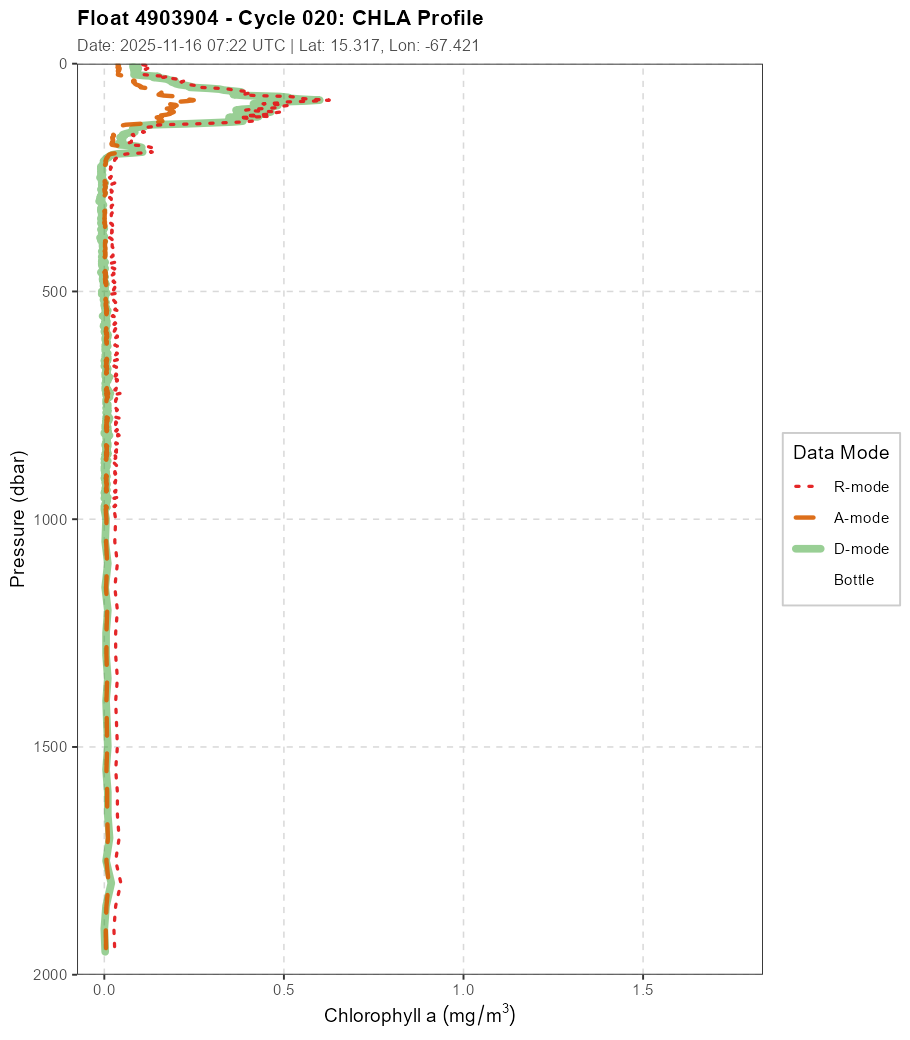 Float 4903904 - Cycle 020: CHLA Profile
Date: 2025-11-16 07:22 UTC | Lat: 15.317, Lon: -67.421
0
500
1000
1500
2000
Pressure (dbar)
0.0 0.5 1.0 1.5
Chlorophyll a (mg/m³)
Data Mode
R-mode
A-mode
D-mode
Bottle